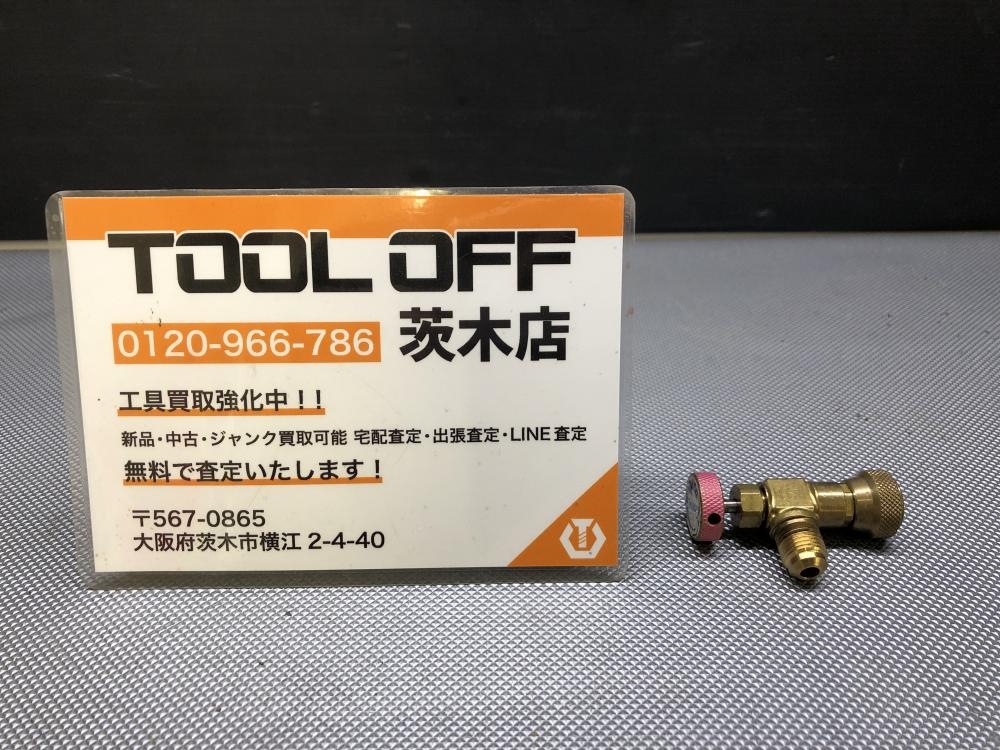 TOOL OFF
0120-966-786 茨木店
工具買取強化中！！
新品・中古・ジャンク買取可能 宅配査定・出張査定・LINE査定
無料で査定いたします！
〒567-0865
大阪府茨木市横江 2-4-40